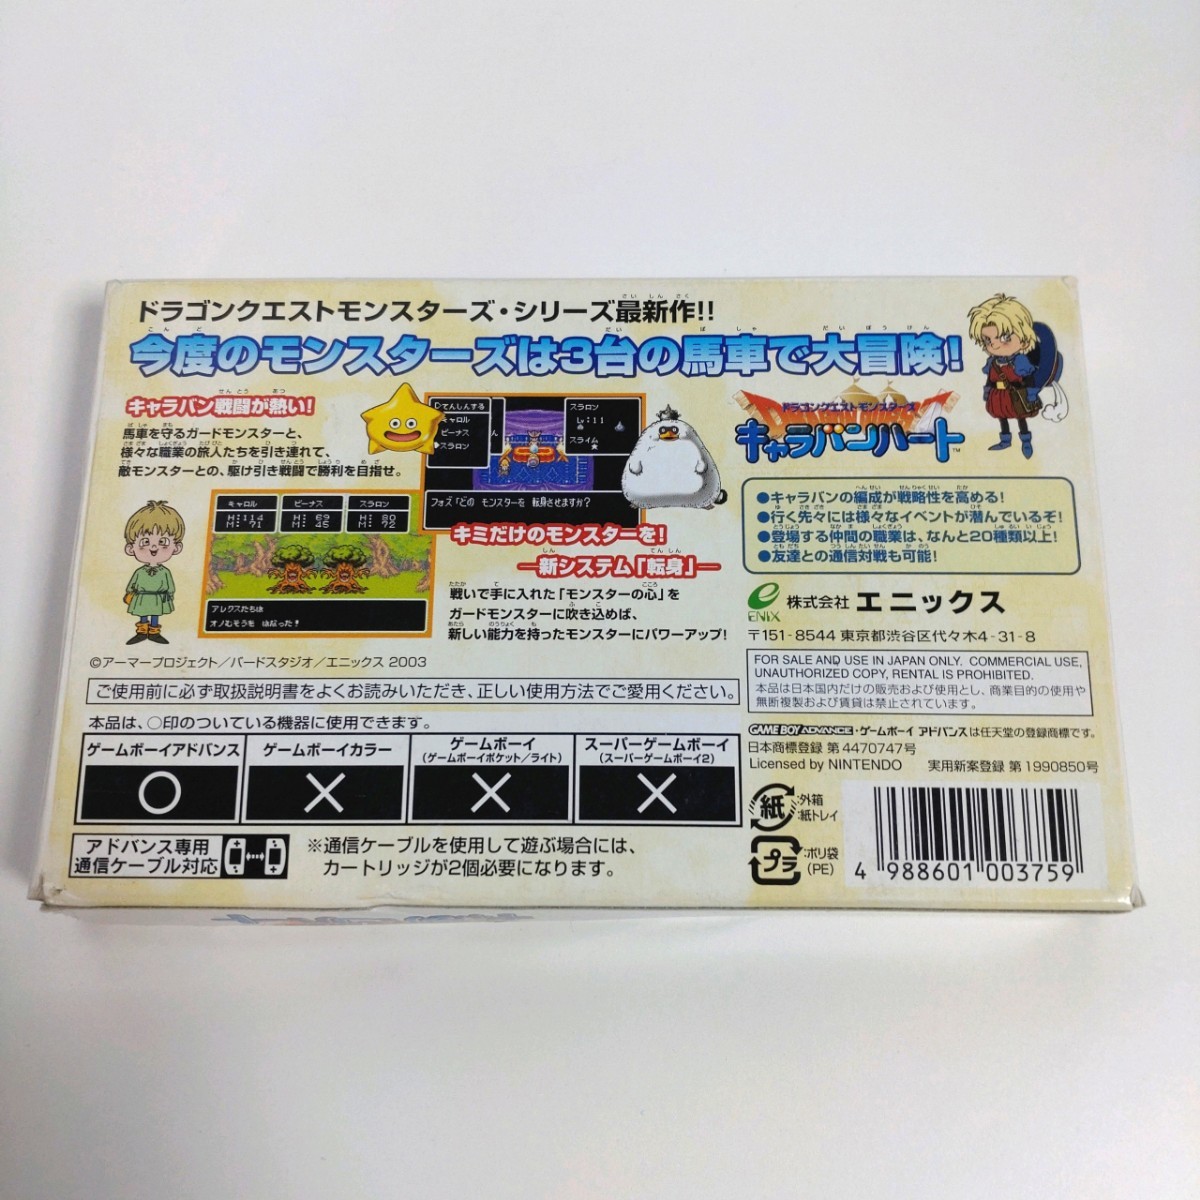 ドラゴンクエストモンスターズ・シリーズ最新作!!
今度のモンスターズは3台の馬車で大冒険!
キャラバン戦闘が熱い!
馬車を守るガードモンスターと、
様々な職業の旅人たちを引き連れて、
敵モンスターとの、駆け引き戦闘で勝利を目指せ。
キャロル ピーナス スラロン
H:114 H: 69 H: 80
M: 71 M: 45 M: 72
アレクスたちは
オノむそうを はなった!
てんしんする
キャロル
ピーナス
スラロン
スラロン
L:11
スライム★
フォズ「どの モンスターを 転身させますか?
キミだけのモンスターを!
―新システム「転身」―
戦いで手に入れた「モンスターの心」を
ガードモンスターに吹き込めば、
新しい能力を持ったモンスターにパワーアップ!
ドラゴンクエストモンスターズ
キャラバンハート™
●キャラバンの編成が戦略性を高める!
●行く先々には様々なイベントが潜んでいるぞ!
●登場する仲間の職業は、なんと20種類以上!
●友達との通信対戦も可能!
ENIX
株式会社 エニックス
〒151-8544 東京都渋谷区代々木4-31-8
©アーマープロジェクト/バードスタジオ/エニックス 2003
ご使用前に必ず取扱説明書をよくお読みいただき、正しい使用方法でご愛用ください。
本品は、○印のついている機器に使用できます。
ゲームボーイアドバンス ゲームボーイカラー ゲームボーイ スーパーゲームボーイ
(ゲームボーイポケット/ライト) (スーパーゲームボーイ2)
○ × × ×
アドバンス専用
通信ケーブル対応
※通信ケーブルを使用して遊ぶ場合には、
カートリッジが2個必要になります。
FOR SALE AND USE IN JAPAN ONLY. COMMERCIAL USE,
UNAUTHORIZED COPY, RENTAL IS PROHIBITED.
本品は日本国内だけの販売および使用とし、商業目的の使用や
無断複製および賃貸は禁止されています。
GAME BOY ADVANCE・ゲームボーイ アドバンスは任天堂の登録商標です。
日本商標登録 第4470747号
Licensed by NINTENDO 実用新案登録 第1990850号
紙 :外箱
:紙トレイ
プラ :ポリ袋
(PE)
4 988601 003759